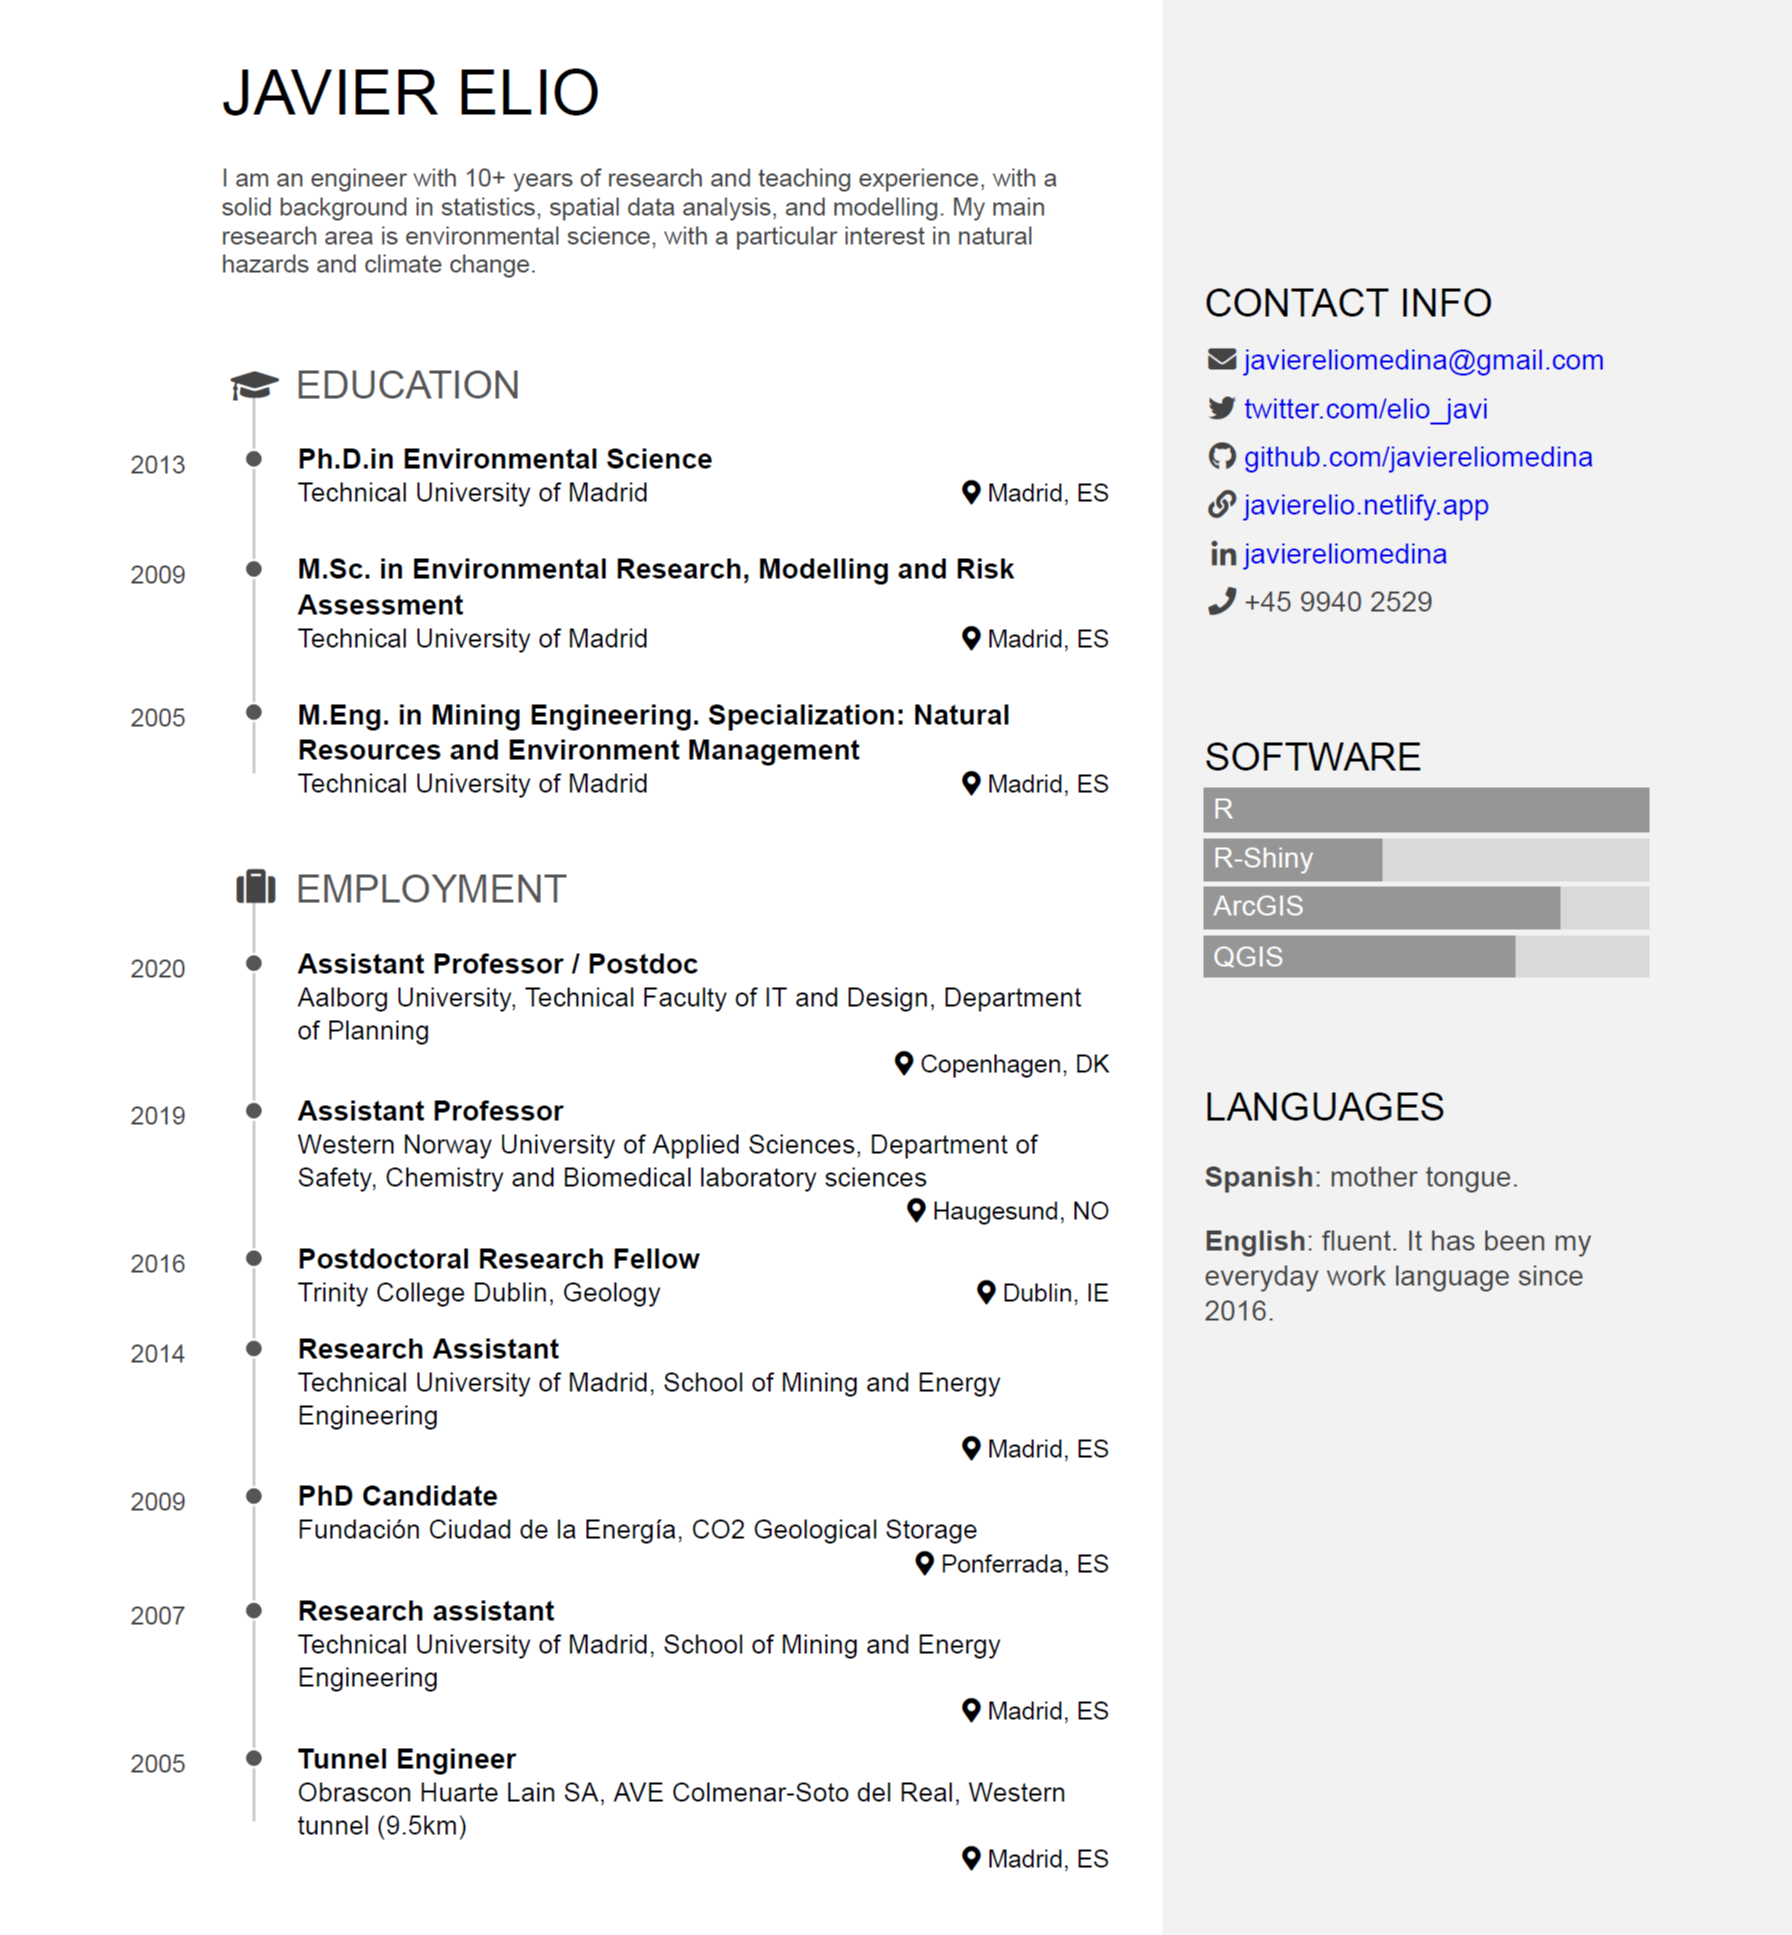 JAVIER ELIO
I am an engineer with 10+ years of research and teaching experience, with a
solid background in statistics, spatial data analysis, and modelling. My main
research area is environmental science, with a particular interest in natural
hazards and climate change.
EDUCATION
2013
Ph.D.in Environmental Science
Technical University of Madrid
Madrid, ES
2009
M.Sc. in Environmental Research, Modelling and Risk
Assessment
Technical University of Madrid
Madrid, ES
2005
M.Eng. in Mining Engineering. Specialization: Natural
Resources and Environment Management
Technical University of Madrid
Madrid, ES
EMPLOYMENT
2020
Assistant Professor / Postdoc
Aalborg University, Technical Faculty of IT and Design, Department
of Planning
Copenhagen, DK
2019
Assistant Professor
Western Norway University of Applied Sciences, Department of
Safety, Chemistry and Biomedical laboratory sciences
Haugesund, NO
2016
Postdoctoral Research Fellow
Trinity College Dublin, Geology
Dublin, IE
2014
Research Assistant
Technical University of Madrid, School of Mining and Energy
Engineering
Madrid, ES
2009
PhD Candidate
Fundación Ciudad de la Energía, CO2 Geological Storage
Ponferrada, ES
2007
Research assistant
Technical University of Madrid, School of Mining and Energy
Engineering
Madrid, ES
2005
Tunnel Engineer
Obrascon Huarte Lain SA, AVE Colmenar-Soto del Real, Western
tunnel (9.5km)
Madrid, ES
CONTACT INFO
javiereliomedina@gmail.com
twitter.com/elio_javi
github.com/javiereliomedina
javierelio.netlify.app
javiereliomedina
+45 9940 2529
SOFTWARE
R
R-Shiny
ArcGIS
QGIS
LANGUAGES
Spanish: mother tongue.
English: fluent. It has been my
everyday work language since
2016.